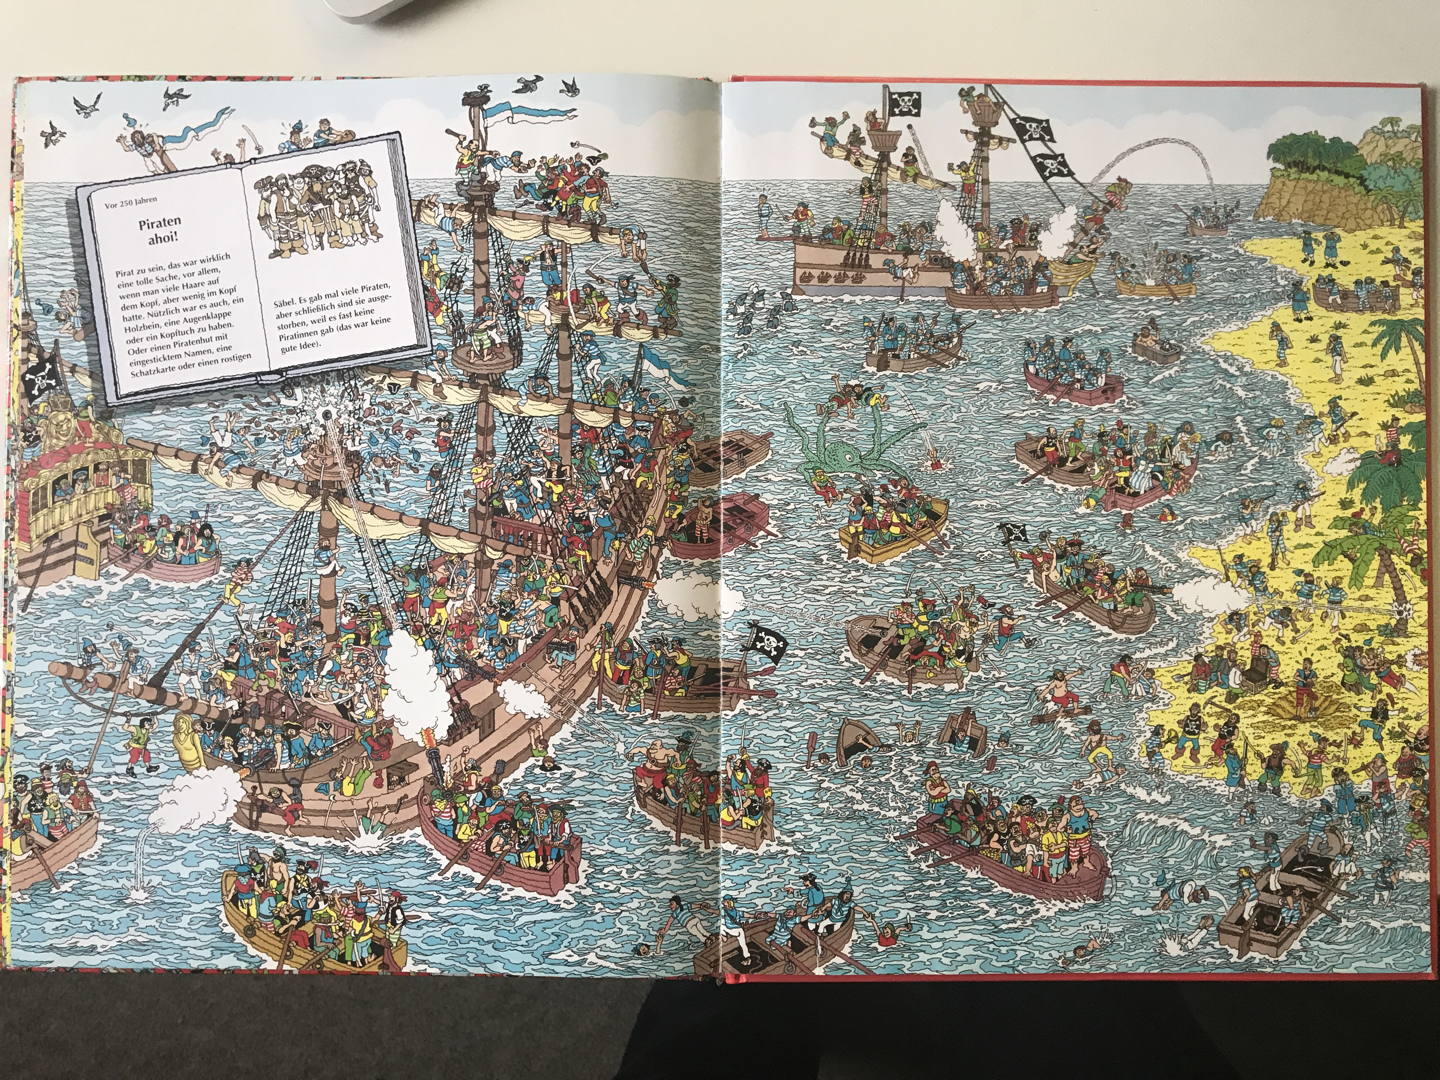 Vor 250 Jahren
Piraten
ahoi!
Pirat zu sein, das war wirklich
eine tolle Sache, vor allem,
wenn man viele Haare auf
dem Kopf, aber wenig im Kopf
hatte. Nützlich war es auch, ein
Holzbein, eine Augenklappe
oder ein Kopftuch zu haben.
Oder einen Piratenhut mit
eingesticktem Namen, eine
Schatzkarte oder einen rostigen
Säbel. Es gab mal viele Piraten,
aber schließlich sind sie ausge-
storben, weil es fast keine
Piratinnen gab (das war keine
gute Idee).